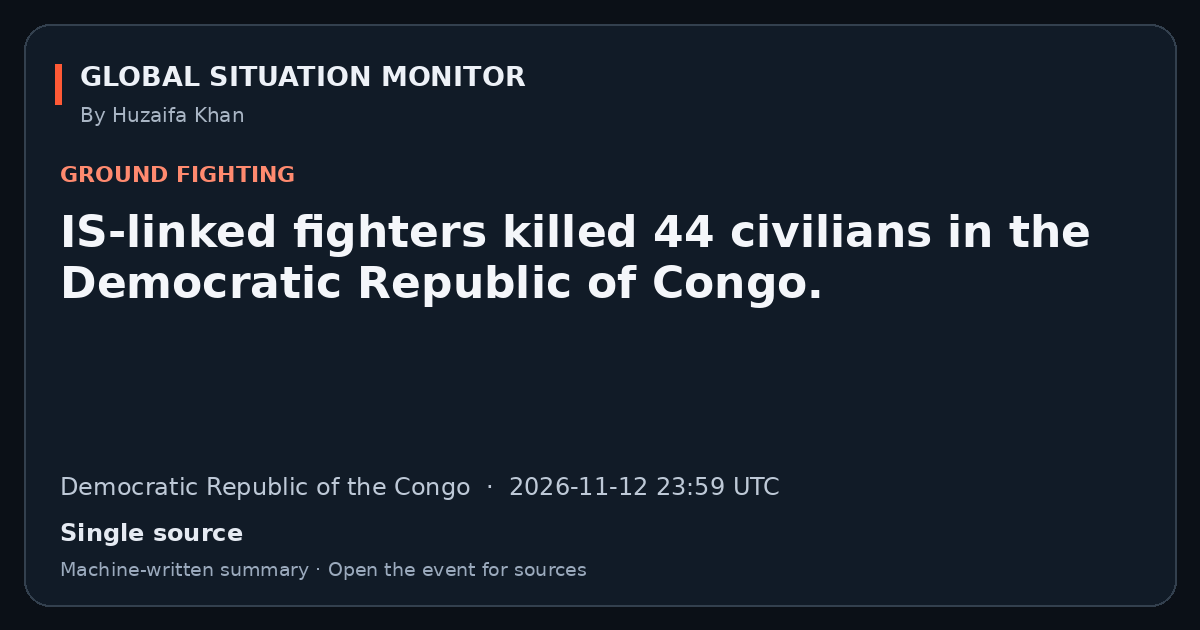 GLOBAL SITUATION MONITOR
By Huzaifa Khan
GROUND FIGHTING
IS-linked fighters killed 44 civilians in the
Democratic Republic of Congo.
Democratic Republic of the Congo · 2026-11-12 23:59 UTC
Single source
Machine-written summary · Open the event for sources